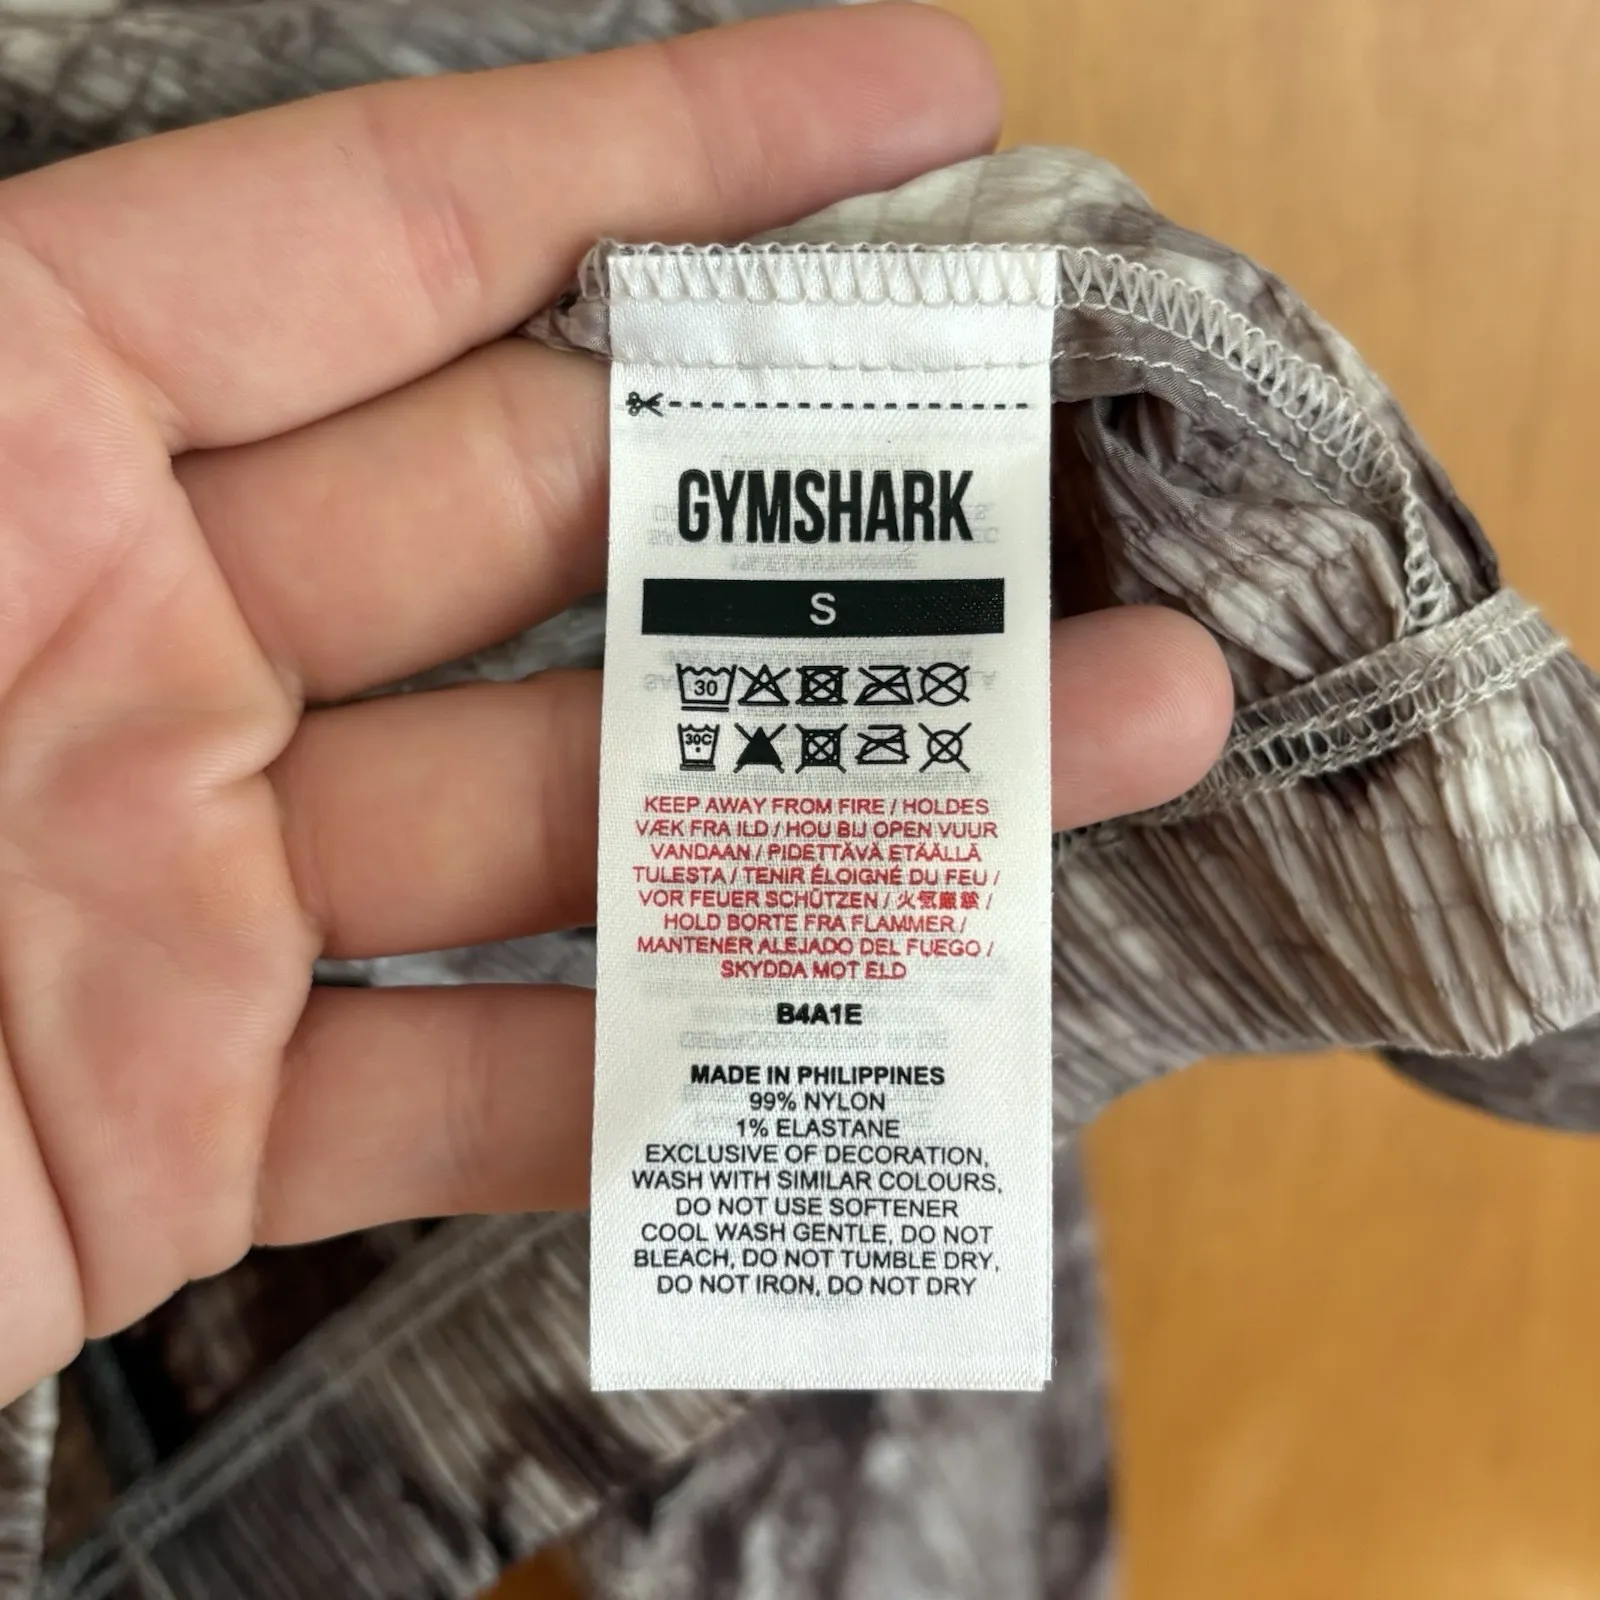 GYMSHARK
S
30
30C
KEEP AWAY FROM FIRE / HOLDES
VÆK FRA ILD / HOU BIJ OPEN VUUR
VANDAAN / PIDETTÄVÄ ETÄÄLLÄ
TULESTA / TENIR ÉLOIGNÉ DU FEU /
VOR FEUER SCHÜTZEN / 火気厳禁 /
HOLD BORTE FRA FLAMMER /
MANTENER ALEJADO DEL FUEGO /
SKYDDA MOT ELD
B4A1E
MADE IN PHILIPPINES
99% NYLON
1% ELASTANE
EXCLUSIVE OF DECORATION,
WASH WITH SIMILAR COLOURS,
DO NOT USE SOFTENER
COOL WASH GENTLE, DO NOT
BLEACH, DO NOT TUMBLE DRY,
DO NOT IRON, DO NOT DRY